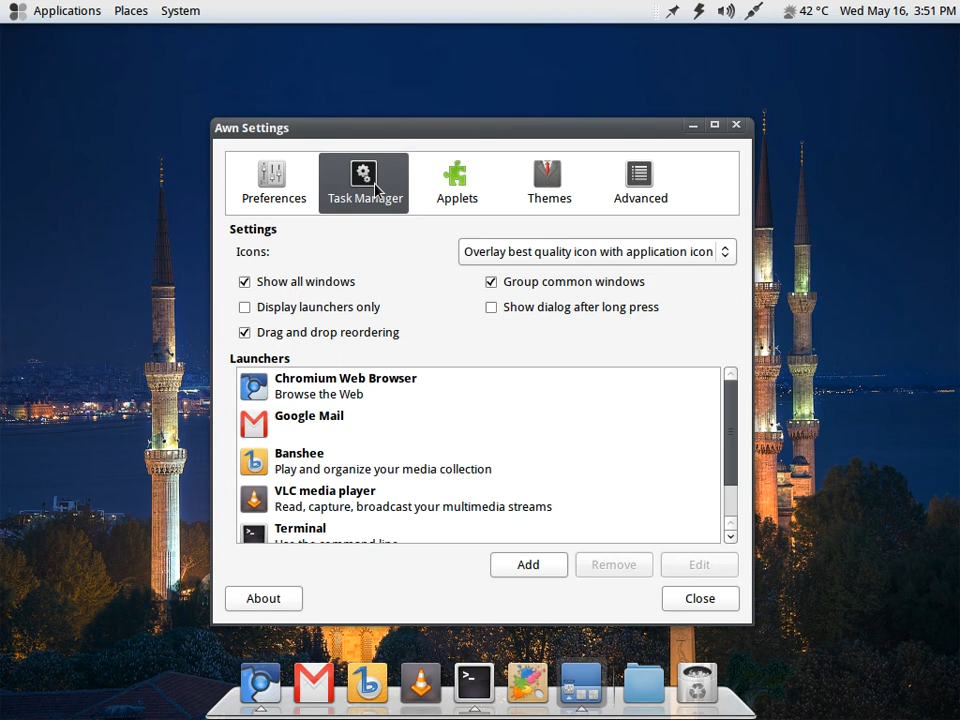 Applications Places System 42 °C Wed May 16, 3:51 PM
Awn Settings
Preferences Task Manager Applets Themes Advanced
Settings
Icons: Overlay best quality icon with application icon
Show all windows Group common windows
Display launchers only Show dialog after long press
Drag and drop reordering
Launchers
Chromium Web Browser
Browse the Web
Google Mail
Banshee
Play and organize your media collection
VLC media player
Read, capture, broadcast your multimedia streams
Terminal
Use the command line
Add Remove Edit
About Close